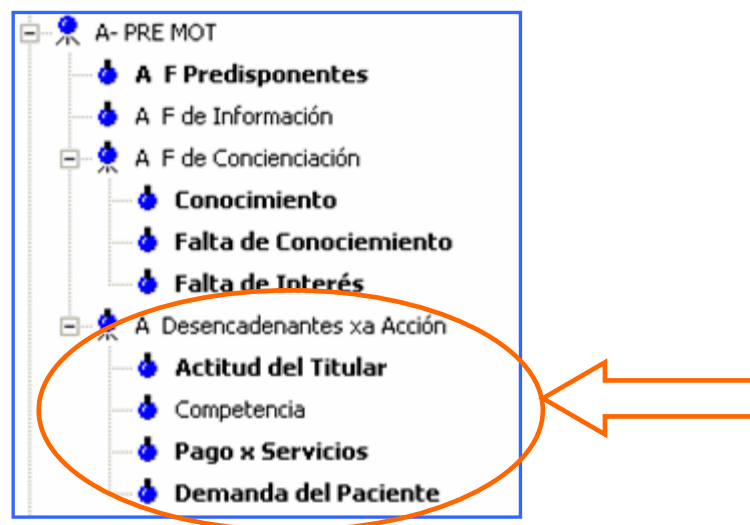 A- PRE MOT
A F Predisponentes
A F de Información
A F de Concienciación
Conocimiento
Falta de Conociemiento
Falta de Interés
A Desencadenantes xa Acción
Actitud del Titular
Competencia
Pago x Servicios
Demanda del Paciente